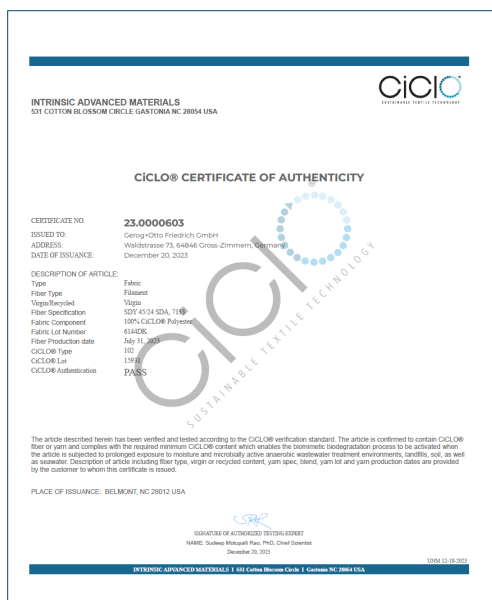 CiCLO
SUSTAINABLE TEXTILE TECHNOLOGY
INTRINSIC ADVANCED MATERIALS
531 COTTON BLOSSOM CIRCLE GASTONIA NC 28054 USA
CiCLO® CERTIFICATE OF AUTHENTICITY
CERTIFICATE NO. 23.0000603
ISSUED TO: Gerog+Otto Friedrich GmbH
ADDRESS: Waldstrasse 73, 64846 Gross-Zimmern, Germany
DATE OF ISSUANCE: December 20, 2023
DESCRIPTION OF ARTICLE:
Type Fabric
Fiber Type Filament
Virgin/Recycled Virgin
Fiber Specification SDY 45/24 SDA, 7153
Fabric Component 100% CiCLO® Polyester
Fabric Lot Number 6144DK
Fiber Production date July 31, 2023
CiCLO® Type 102
CiCLO® Lot 15931
CiCLO® Authentication PASS
CiCLO®
SUSTAINABLE TEXTILE TECHNOLOGY
The article described herein has been verified and tested according to the CiCLO® verification standard. The article is confirmed to contain CiCLO®
fiber or yarn and complies with the required minimum CiCLO® content which enables the biomimetic biodegradation process to be activated when
the article is subjected to prolonged exposure to moisture and microbially active anaerobic wastewater treatment environments, landfills, soil, as well
as seawater. Description of article including fiber type, virgin or recycled content, yarn spec, blend, yarn lot and yarn production dates are provided
by the customer to whom this certificate is issued.
PLACE OF ISSUANCE: BELMONT, NC 28012 USA
SIGNATURE OF AUTHORIZED TESTING EXPERT
NAME: Sudeep Motupalli Rao, PhD, Chief Scientist
December 20, 2023
UNM 12-18-2023
INTRINSIC ADVANCED MATERIALS I 531 Cotton Blossom Circle I Gastonia NC 28054 USA